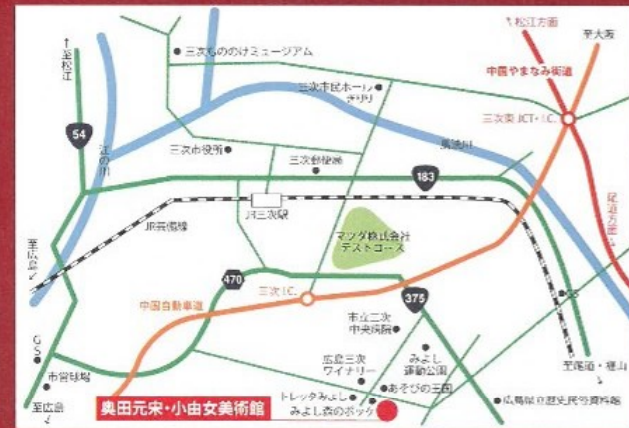 ↑至松江
三次もののけミュージアム
三次市民ホール
きりり
↖松江方面
至大阪
中国やまなみ街道
三次東JCT・I.C.
54
江の川
三次市役所
三次郵便局
183
馬洗川
JR芸備線
JR三次駅
マツダ株式会社
テストコース
尾道方面↘
至広島↙
470
三次I.C.
中国自動車道
375
市立三次
中央病院
GS
GS
市営球場
至広島↙
広島三次
ワイナリー
みよし
運動公園
あそびの王国
トレッタみよし
みよし森のポッケ
至尾道・福山↘
広島県立歴史民俗資料館
奥田元宋・小由女美術館